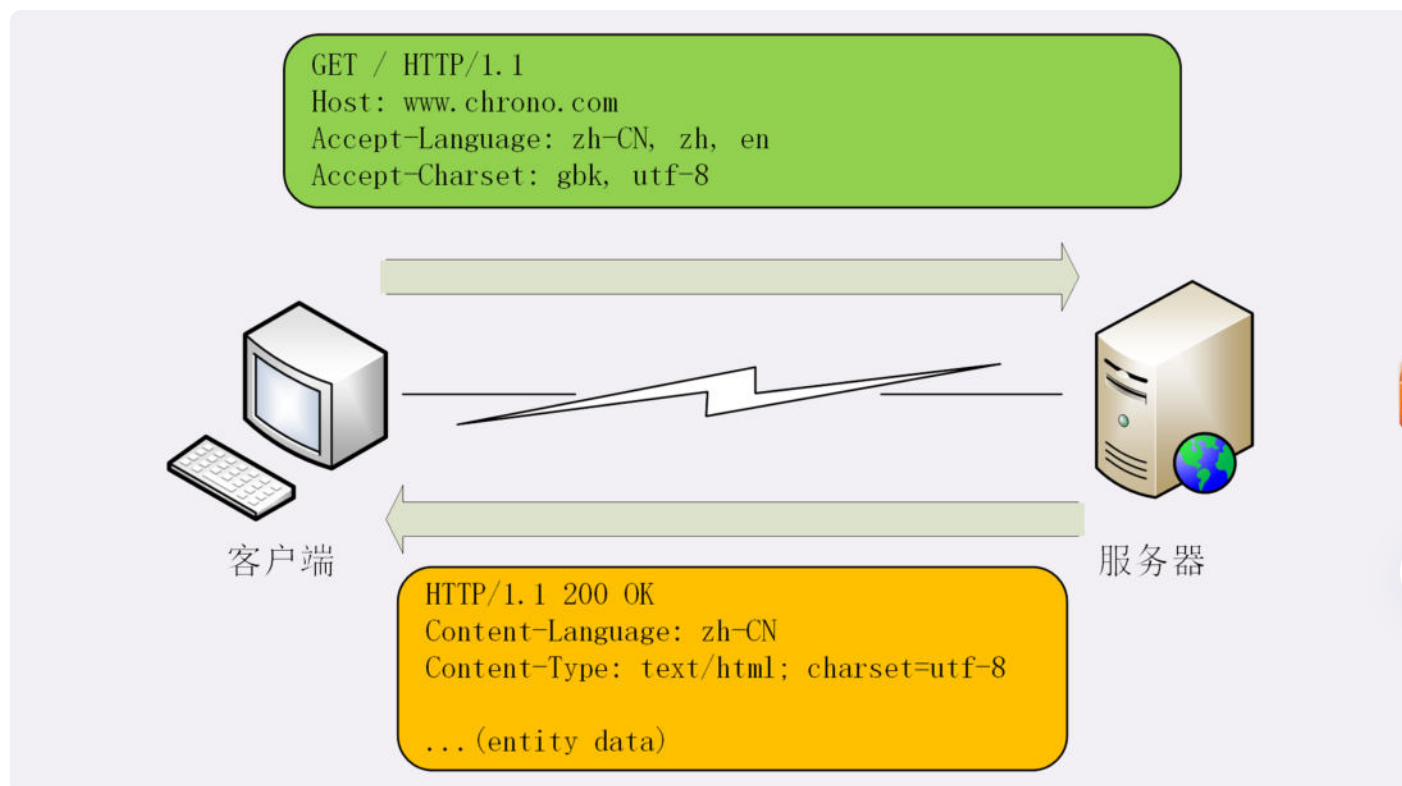 GET / HTTP/1.1
Host: www.chrono.com
Accept-Language: zh-CN, zh, en
Accept-Charset: gbk, utf-8
客户端
服务器
HTTP/1.1 200 OK
Content-Language: zh-CN
Content-Type: text/html; charset=utf-8
...(entity data)